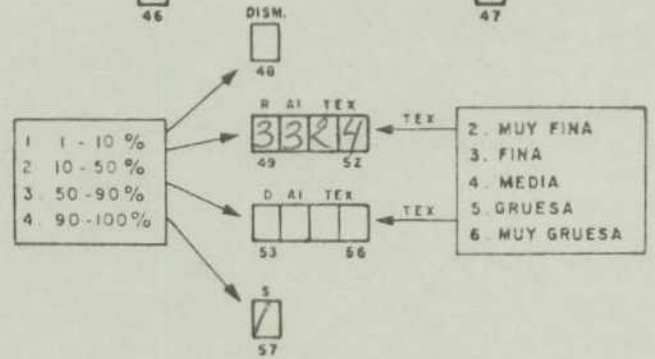 46 47
DISM.
48
R AI TEX
3 3 2 4
49 52
TEX
1 1 - 10 %
2 10 - 50 %
3. 50 - 90 %
4. 90 - 100 %
2. MUY FINA
3. FINA
4. MEDIA
5. GRUESA
6. MUY GRUESA
D AI TEX
TEX
53 56
S
1
57